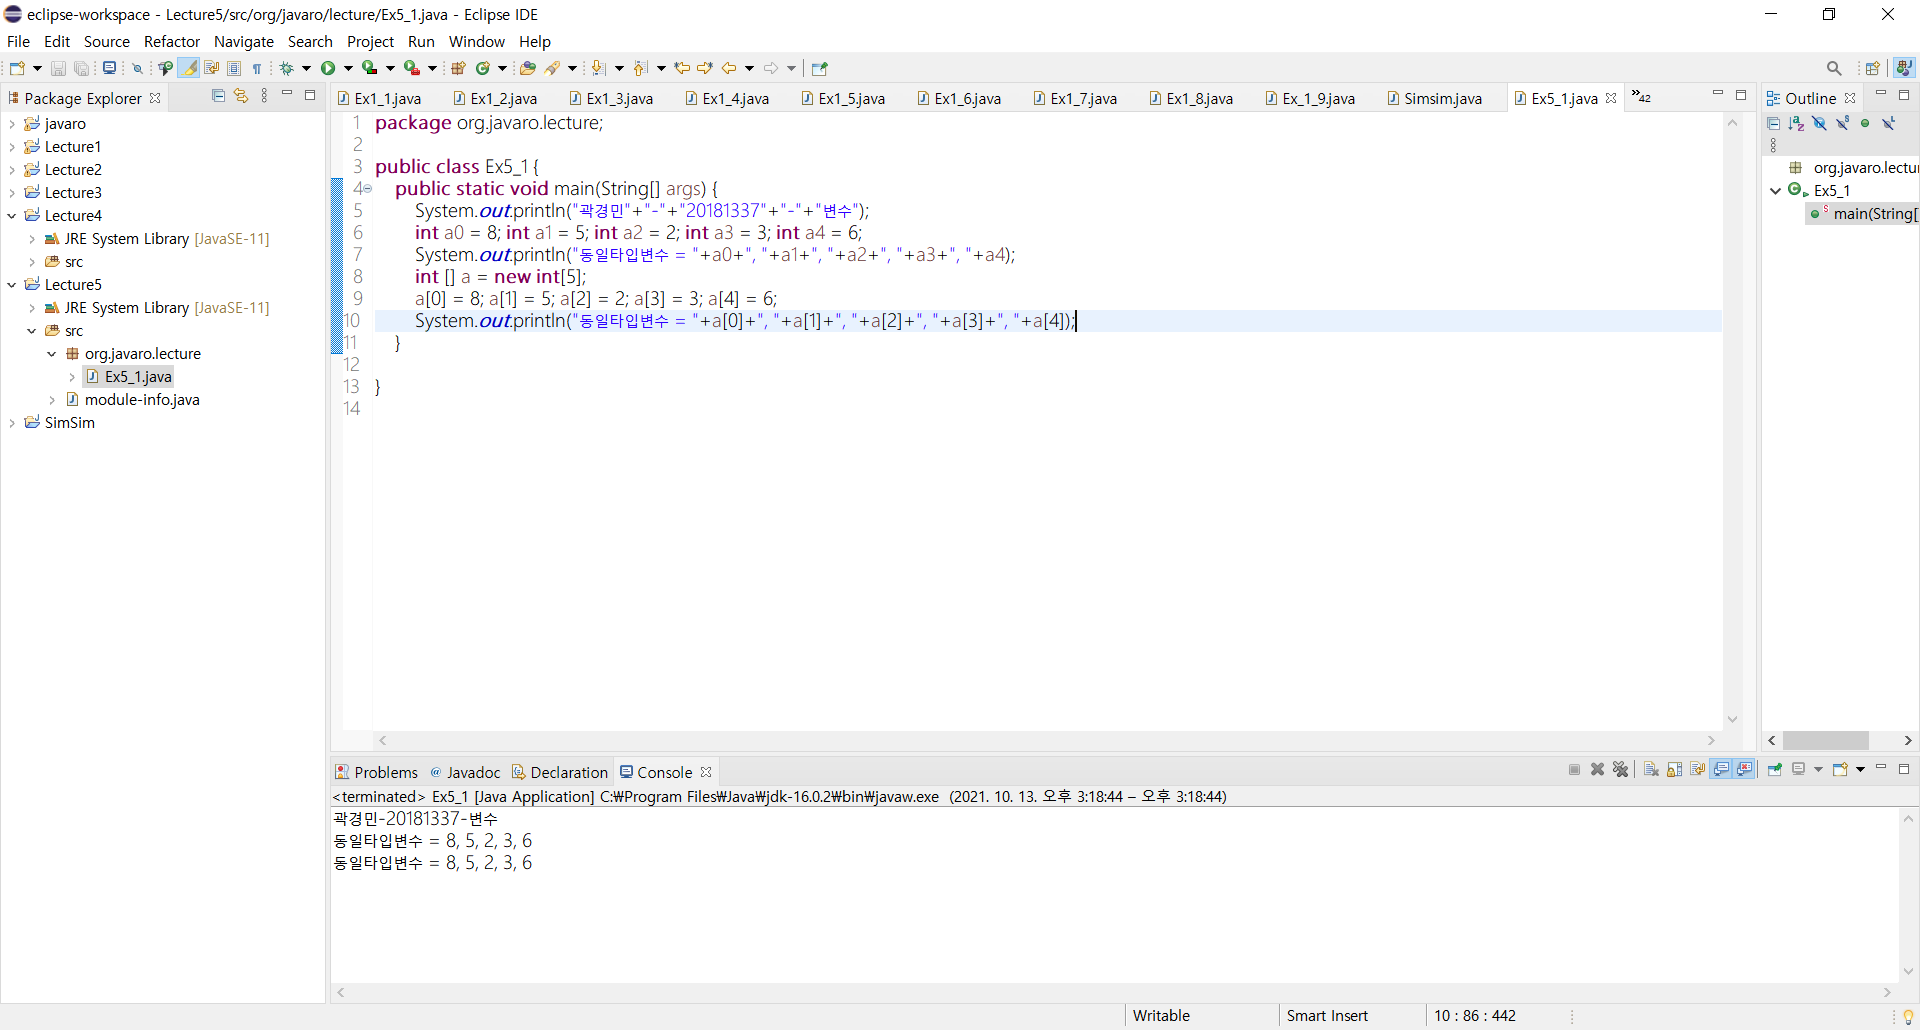 eclipse-workspace - Lecture5/src/org/javaro/lecture/Ex5_1.java - Eclipse IDE
File Edit Source Refactor Navigate Search Project Run Window Help
Package Explorer
javaro
Lecture1
Lecture2
Lecture3
Lecture4
JRE System Library [JavaSE-11]
src
Lecture5
JRE System Library [JavaSE-11]
src
org.javaro.lecture
Ex5_1.java
module-info.java
SimSim
Ex1_1.java Ex1_2.java Ex1_3.java Ex1_4.java Ex1_5.java Ex1_6.java Ex1_7.java Ex1_8.java Ex_1_9.java Simsim.java Ex5_1.java »42
1 package org.javaro.lecture;
2
3 public class Ex5_1 {
4 public static void main(String[] args) {
5 System.out.println("곽경민"+"-"+"20181337"+"-"+"변수");
6 int a0 = 8; int a1 = 5; int a2 = 2; int a3 = 3; int a4 = 6;
7 System.out.println("동일타입변수 = "+a0+", "+a1+", "+a2+", "+a3+", "+a4);
8 int [] a = new int[5];
9 a[0] = 8; a[1] = 5; a[2] = 2; a[3] = 3; a[4] = 6;
10 System.out.println("동일타입변수 = "+a[0]+", "+a[1]+", "+a[2]+", "+a[3]+", "+a[4]);
11 }
12
13 }
14
Outline
org.javaro.lectu
Ex5_1
main(String[
Problems @ Javadoc Declaration Console
<terminated> Ex5_1 [Java Application] C:₩Program Files₩Java₩jdk-16.0.2₩bin₩javaw.exe (2021. 10. 13. 오후 3:18:44 – 오후 3:18:44)
곽경민-20181337-변수
동일타입변수 = 8, 5, 2, 3, 6
동일타입변수 = 8, 5, 2, 3, 6
Writable Smart Insert 10 : 86 : 442